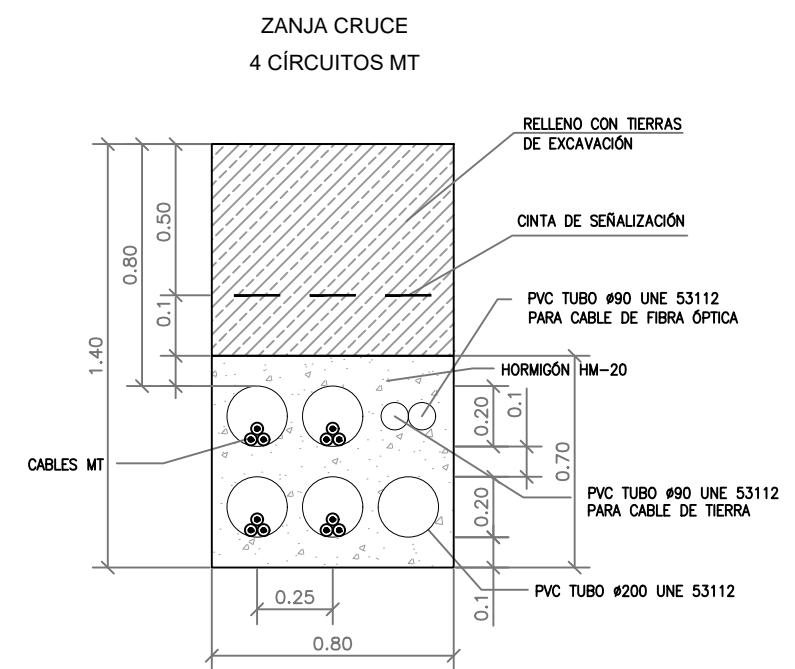 ZANJA CRUCE
4 CÍRCUITOS MT
RELLENO CON TIERRAS
DE EXCAVACIÓN
CINTA DE SEÑALIZACIÓN
PVC TUBO ø90 UNE 53112
PARA CABLE DE FIBRA ÓPTICA
HORMIGÓN HM-20
CABLES MT
PVC TUBO ø90 UNE 53112
PARA CABLE DE TIERRA
PVC TUBO ø200 UNE 53112
1.40
0.80
0.50
0.1
0.20
0.1
0.70
0.20
0.1
0.25
0.80